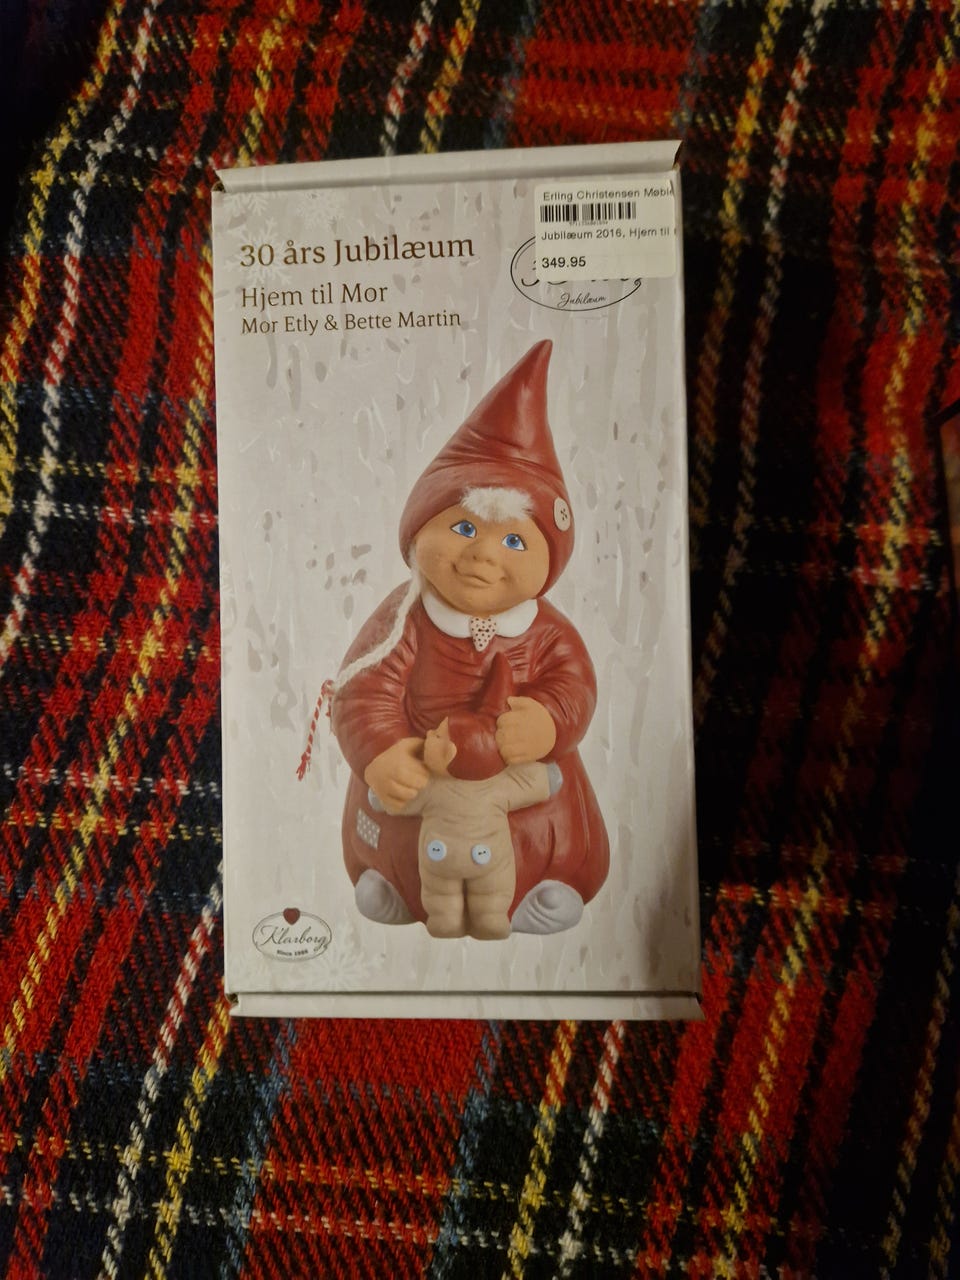 30 års Jubilæum
Hjem til Mor
Mor Etly & Bette Martin
Erling Christensen Møble
Jubilæum 2016, Hjem til
349.95
Jubilæum
Klarborg
since 1986